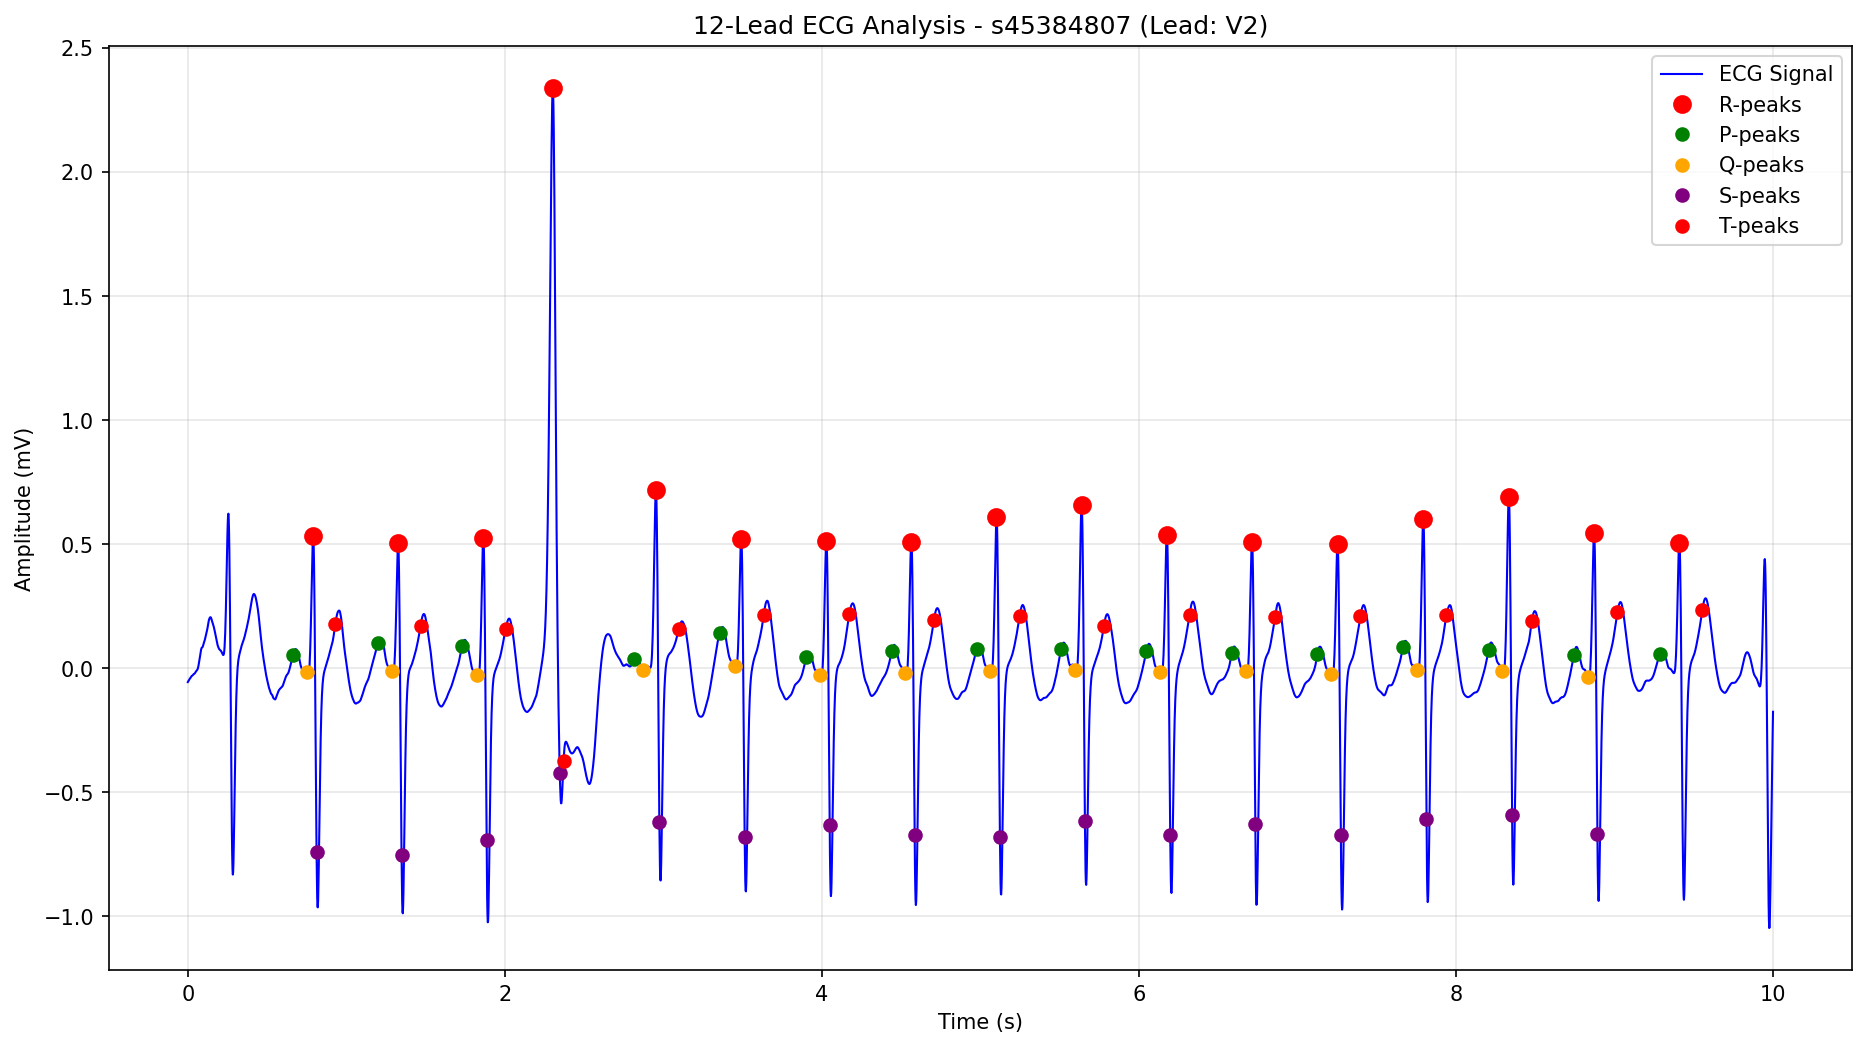 12-Lead ECG Analysis - s45384807 (Lead: V2)
2.5
2.0
1.5
1.0
0.5
0.0
−0.5
−1.0
Amplitude (mV)
ECG Signal
R-peaks
P-peaks
Q-peaks
S-peaks
T-peaks
0 2 4 6 8 10
Time (s)